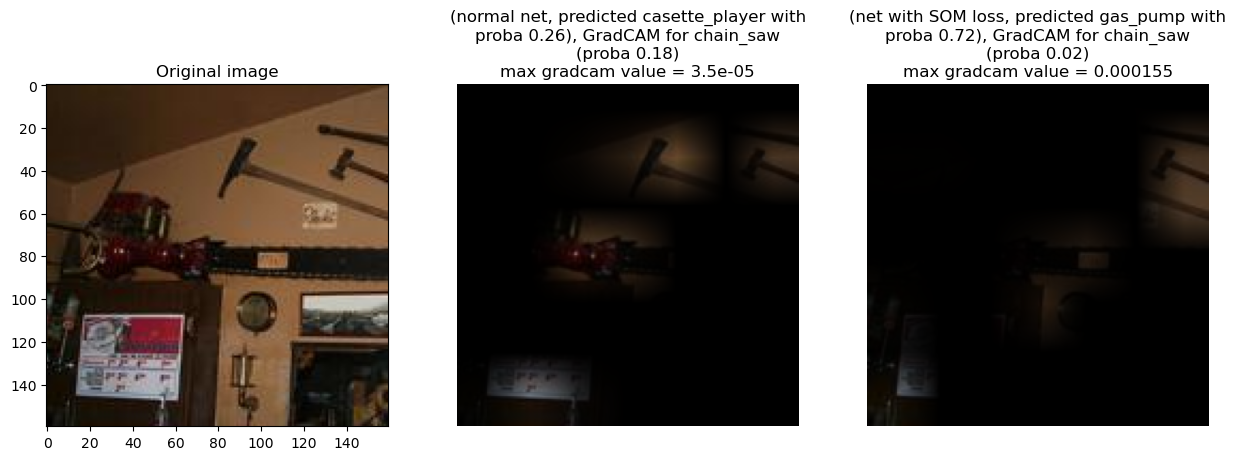 Original image
0
20
40
60
80
100
120
140
0 20 40 60 80 100 120 140
(normal net, predicted casette_player with
proba 0.26), GradCAM for chain_saw
(proba 0.18)
max gradcam value = 3.5e-05
(net with SOM loss, predicted gas_pump with
proba 0.72), GradCAM for chain_saw
(proba 0.02)
max gradcam value = 0.000155